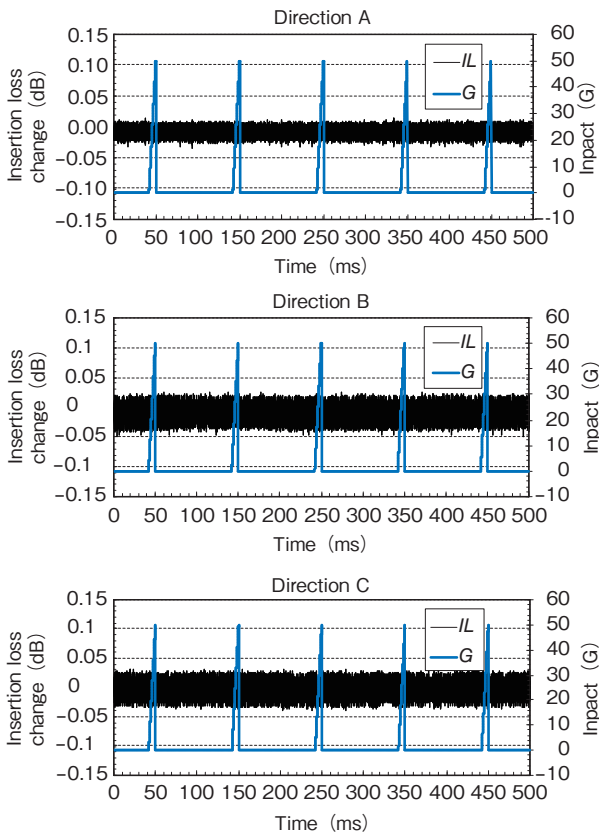 Direction A
Insertion loss
change (dB)
0.15
0.10
0.05
0.00
−0.05
−0.10
−0.15
IL
G
60
50
40
30
20
10
0
−10
Inpact (G)
0 50 100 150 200 250 300 350 400 450 500
Time (ms)
Direction B
Insertion loss
change (dB)
0.15
0.1
0.05
0
−0.05
−0.1
−0.15
IL
G
60
50
40
30
20
10
0
−10
Inpact (G)
0 50 100 150 200 250 300 350 400 450 500
Time (ms)
Direction C
Insertion loss
change (dB)
0.15
0.1
0.05
0
−0.05
−0.1
−0.15
IL
G
60
50
40
30
20
10
0
−10
Inpact (G)
0 50 100 150 200 250 300 350 400 450 500
Time (ms)